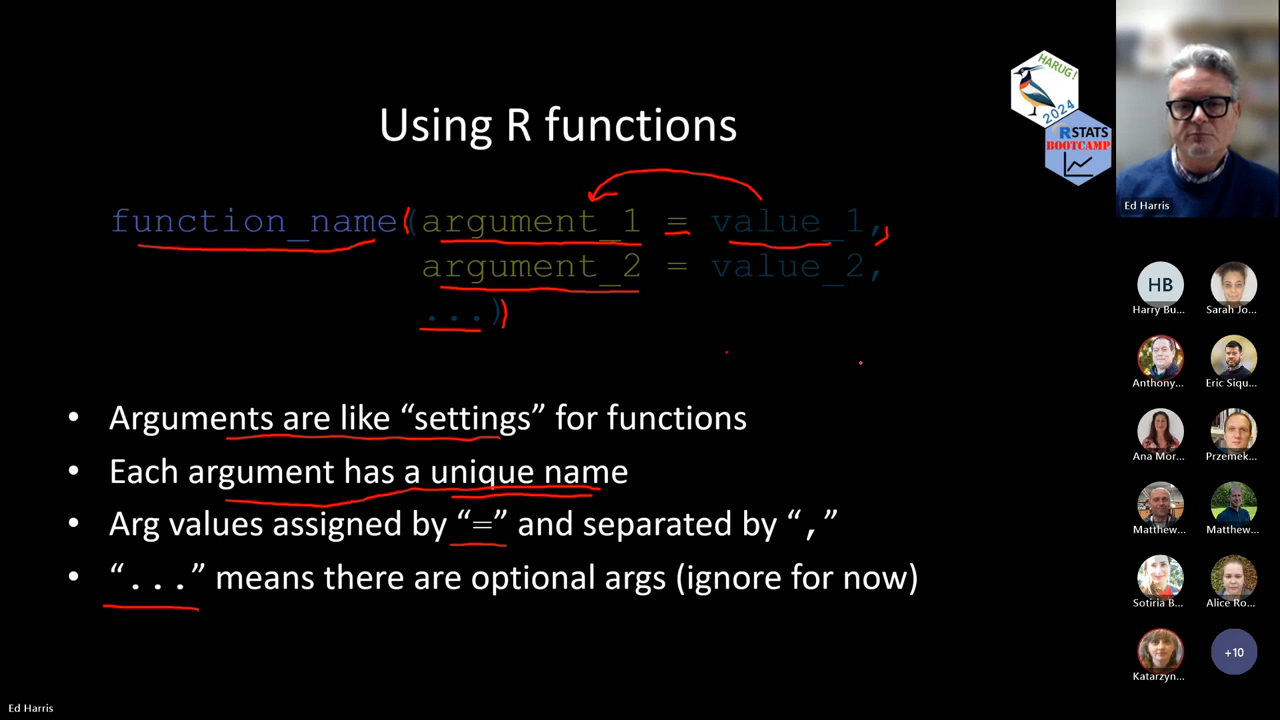 Using R functions
function_name(argument_1 = value_1,
argument_2 = value_2,
...)
• Arguments are like “settings” for functions
• Each argument has a unique name
• Arg values assigned by “=” and separated by “,”
• “...” means there are optional args (ignore for now)
HARUG!
2024
RSTATS
BOOTCAMP
Ed Harris
HB
Harry Bu...
Sarah Jo...
Anthony...
Eric Siqu...
Ana Mor...
Przemek...
Matthew...
Matthew...
Sotiria B...
Alice Ro...
Katarzyn...
+10
Ed Harris